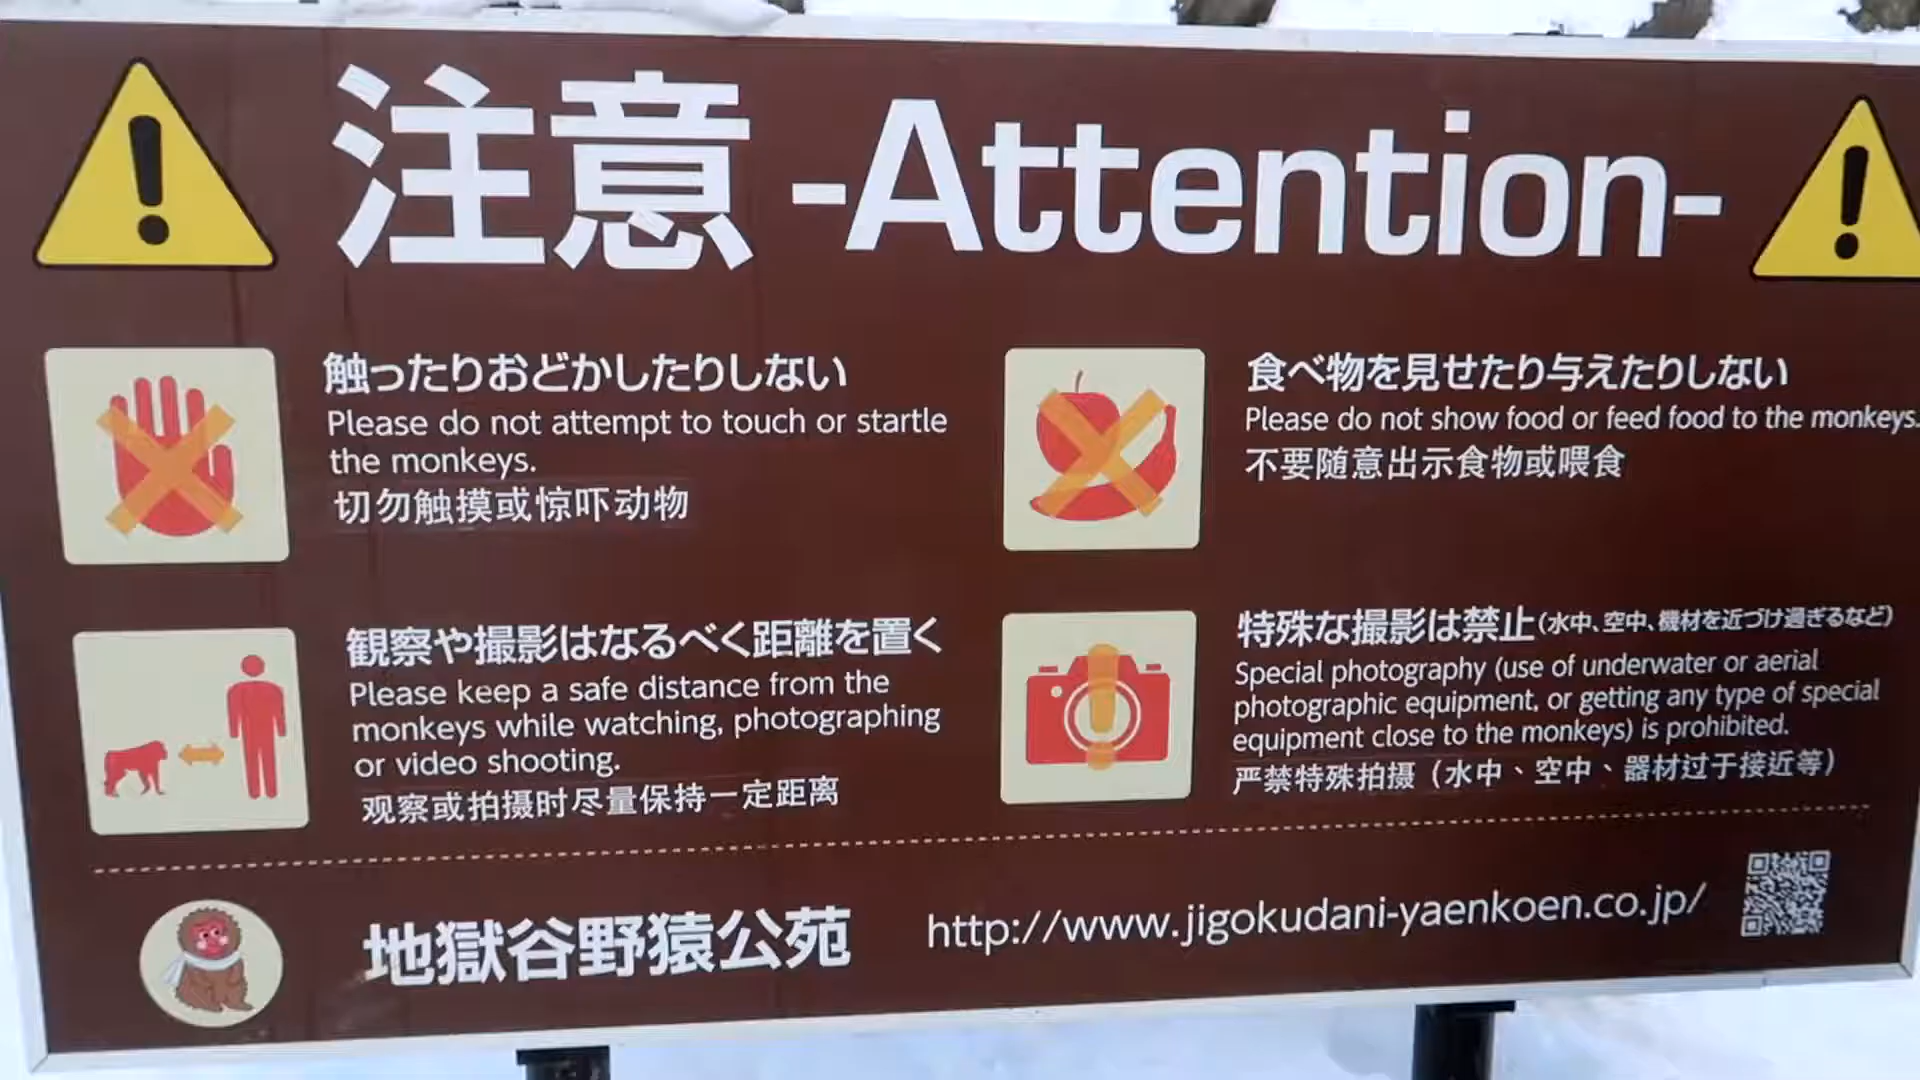 注意 -Attention-
触ったりおどかしたりしない
Please do not attempt to touch or startle
the monkeys.
切勿触摸或惊吓动物
食べ物を見せたり与えたりしない
Please do not show food or feed food to the monkeys.
不要随意出示食物或喂食
観察や撮影はなるべく距離を置く
Please keep a safe distance from the
monkeys while watching, photographing
or video shooting.
观察或拍摄时尽量保持一定距离
特殊な撮影は禁止(水中、空中、機材を近づけ過ぎるなど)
Special photography (use of underwater or aerial
photographic equipment, or getting any type of special
equipment close to the monkeys) is prohibited.
严禁特殊拍摄（水中、空中、器材过于接近等）
地獄谷野猿公苑
http://www.jigokudani-yaenkoen.co.jp/